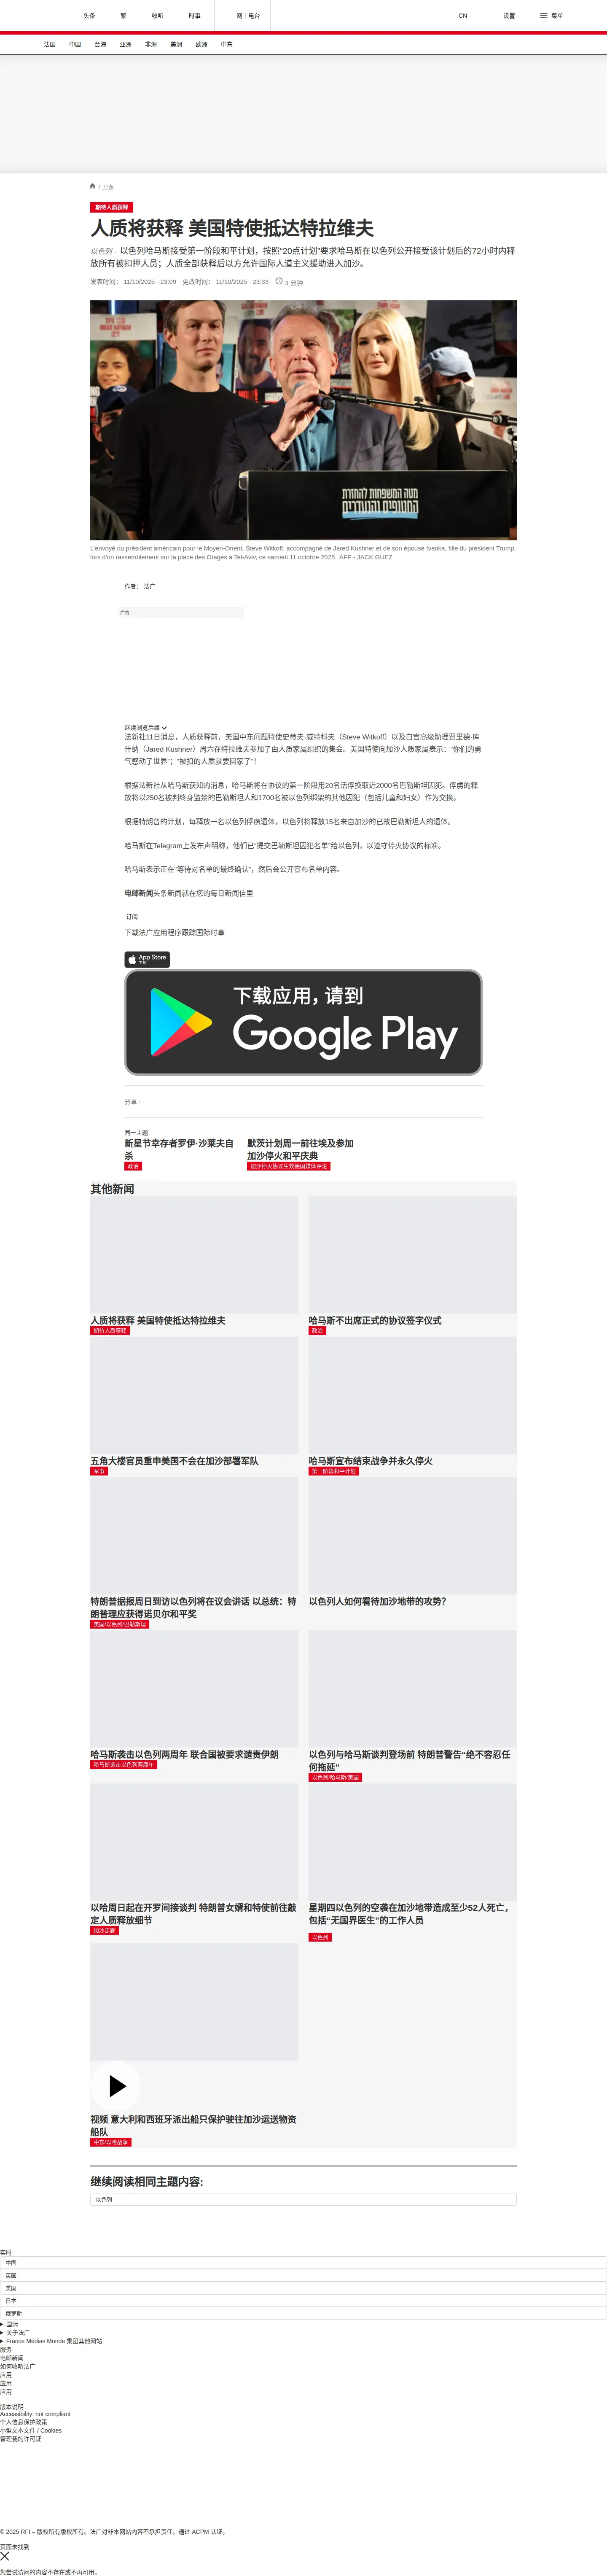 头条
繁
收听
时事
网上电台
CN
设置
菜单
法国
中国
台海
亚洲
非洲
美洲
欧洲
中东
/ 中东
期待人质获释
人质将获释 美国特使抵达特拉维夫
以色列 – 以色列哈马斯接受第一阶段和平计划，按照“20点计划”要求哈马斯在以色列公开接受该计划后的72小时内释
放所有被扣押人员；人质全部获释后以方允许国际人道主义援助进入加沙。
发表时间： 11/10/2025 - 23:09 更改时间： 11/10/2025 - 23:33 3 分钟
מטה המשפחות להחזרת
החטופים והנעדרים
L'envoyé du président américain pour le Moyen-Orient, Steve Witkoff, accompagné de Jared Kushner et de son épouse Ivanka, fille du président Trump,
lors d'un rassemblement sur la place des Otages à Tel-Aviv, ce samedi 11 octobre 2025. AFP - JACK GUEZ
作者： 法广
广告
继续浏览后续
法新社11日消息，人质获释前，美国中东问题特使史蒂夫·威特科夫（Steve Witkoff）以及白宫高级助理贾里德·库
什纳（Jared Kushner）周六在特拉维夫参加了由人质家属组织的集会。美国特使向加沙人质家属表示：“你们的勇
气感动了世界”；“被扣的人质就要回家了”！
根据法新社从哈马斯获知的消息，哈马斯将在协议的第一阶段用20名活俘换取近2000名巴勒斯坦囚犯。俘虏的释
放将以250名被判终身监禁的巴勒斯坦人和1700名被以色列绑架的其他囚犯（包括儿童和妇女）作为交换。
根据特朗普的计划，每释放一名以色列俘虏遗体，以色列将释放15名来自加沙的已故巴勒斯坦人的遗体。
哈马斯在Telegram上发布声明称，他们已“提交巴勒斯坦囚犯名单”给以色列，以遵守停火协议的标准。
哈马斯表示正在”等待对名单的最终确认”，然后会公开宣布名单内容。
电邮新闻头条新闻就在您的每日新闻信里
订阅
下载法广应用程序跟踪国际时事
App Store
下载
下载应用，请到
Google Play
分享 :
同一主题
新星节幸存者罗伊·沙莱夫自
杀
政治
默茨计划周一前往埃及参加
加沙停火和平庆典
加沙停火协议生效德国媒体评论
其他新闻
人质将获释 美国特使抵达特拉维夫
期待人质获释
哈马斯不出席正式的协议签字仪式
政治
五角大楼官员重申美国不会在加沙部署军队
军事
哈马斯宣布结束战争并永久停火
第一阶段和平计划
特朗普据报周日到访以色列将在议会讲话 以总统：特
朗普理应获得诺贝尔和平奖
美国/以色列/巴勒斯坦
以色列人如何看待加沙地带的攻势？
哈马斯袭击以色列两周年 联合国被要求谴责伊朗
哈马斯袭击以色列两周年
以色列与哈马斯谈判登场前 特朗普警告“绝不容忍任
何拖延”
以色列/哈马斯/美国
以哈周日起在开罗间接谈判 特朗普女婿和特使前往敲
定人质释放细节
加沙走廊
星期四以色列的空袭在加沙地带造成至少52人死亡，
包括“无国界医生”的工作人员
以色列
视频 意大利和西班牙派出船只保护驶往加沙运送物资
船队
中东/以哈战争
继续阅读相同主题内容:
以色列
实时
中国
英国
美国
日本
俄罗斯
国际
关于法广
France Médias Monde 集团其他网站
服务
电邮新闻
如何收听法广
应用
应用
应用
版本说明
Accessibility: not compliant
个人信息保护政策
小型文本文件 / Cookies
管理我的许可证
© 2025 RFI – 版权所有版权所有。法广对非本网站内容不承担责任。通过 ACPM 认证。
页面未找到
您尝试访问的内容不存在或不再可用。